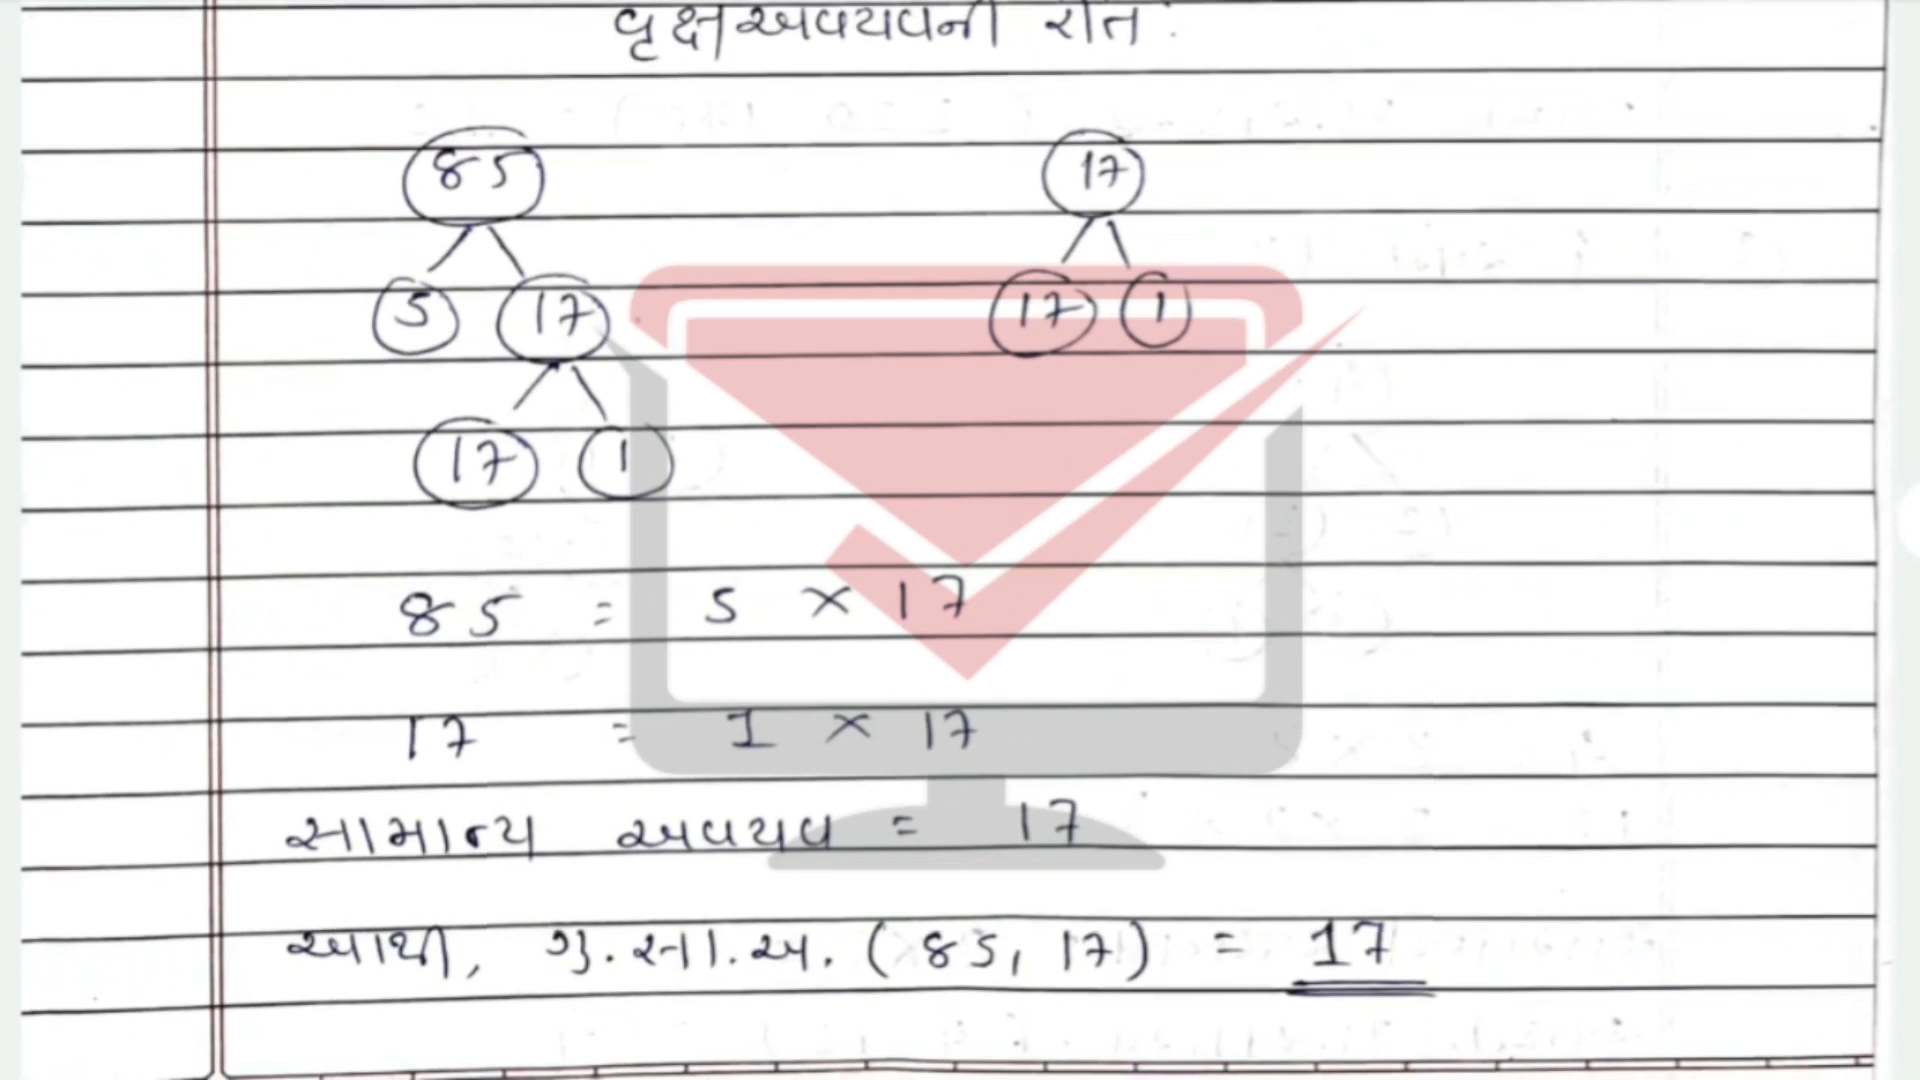 વૃક્ષઅવયવની રીત
85 17
5 17 17 1
17 1
85 = 5 × 17
17 = 1 × 17
સામાન્ય અવયવ = 17
આથી, ગુ.સા.અ. (85, 17) = 17